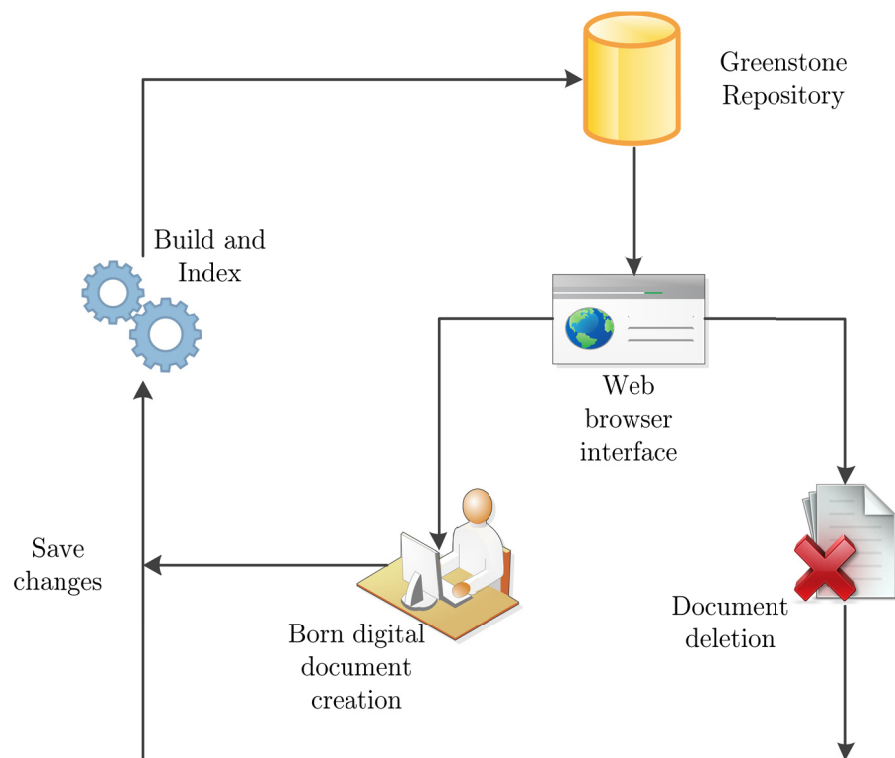 Greenstone
Repository
Build and
Index
Web
browser
interface
Save
changes
Born digital
document
creation
Document
deletion